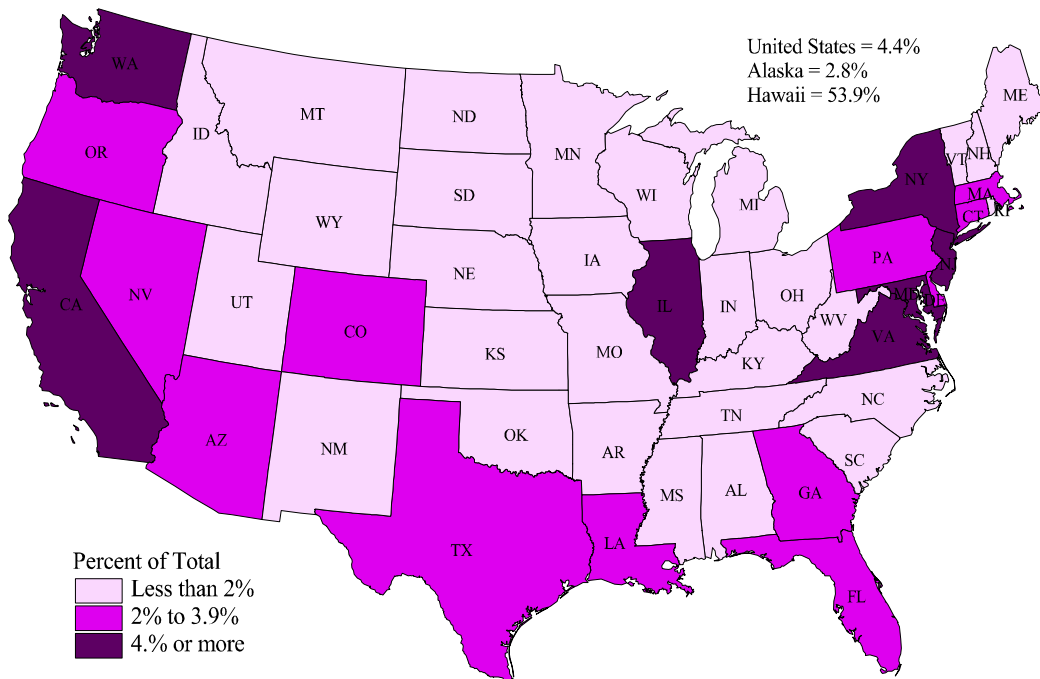 United States = 4.4%
Alaska = 2.8%
Hawaii = 53.9%
WA
MT
ND
ME
ID
OR
MN
VT
NH
SD
WI
NY
MA
MI
CT
RI
WY
IA
PA
NE
NJ
NV
UT
CO
IL
IN
OH
MD
DE
CA
WV
VA
KS
MO
KY
NC
TN
AZ
NM
OK
AR
SC
MS
AL
GA
TX
LA
FL
Percent of Total
Less than 2%
2% to 3.9%
4.% or more